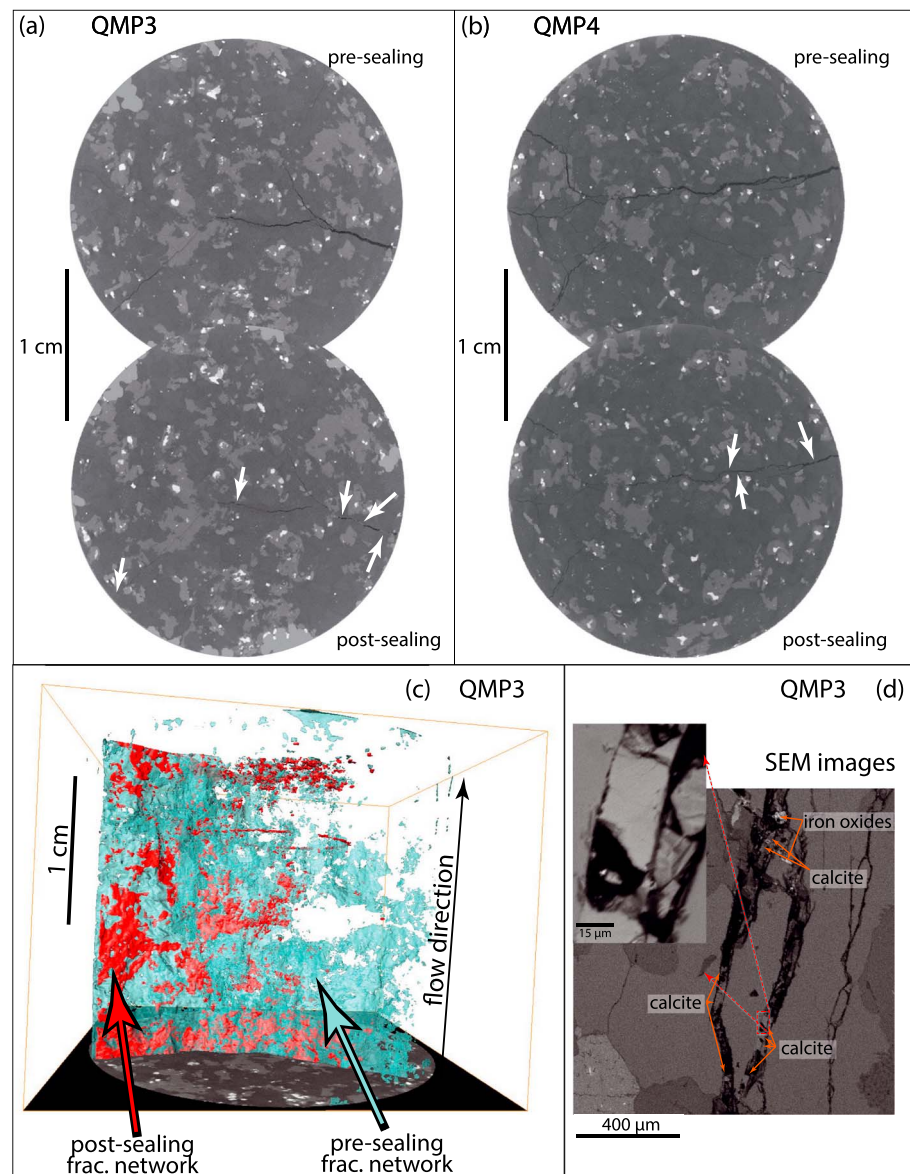 (a) QMP3
pre-sealing
1 cm
post-sealing
(b) QMP4
pre-sealing
1 cm
post-sealing
(c) QMP3
1 cm
flow direction
post-sealing
frac. network
pre-sealing
frac. network
QMP3 (d)
SEM images
15 µm
iron oxides
calcite
calcite
calcite
400 µm